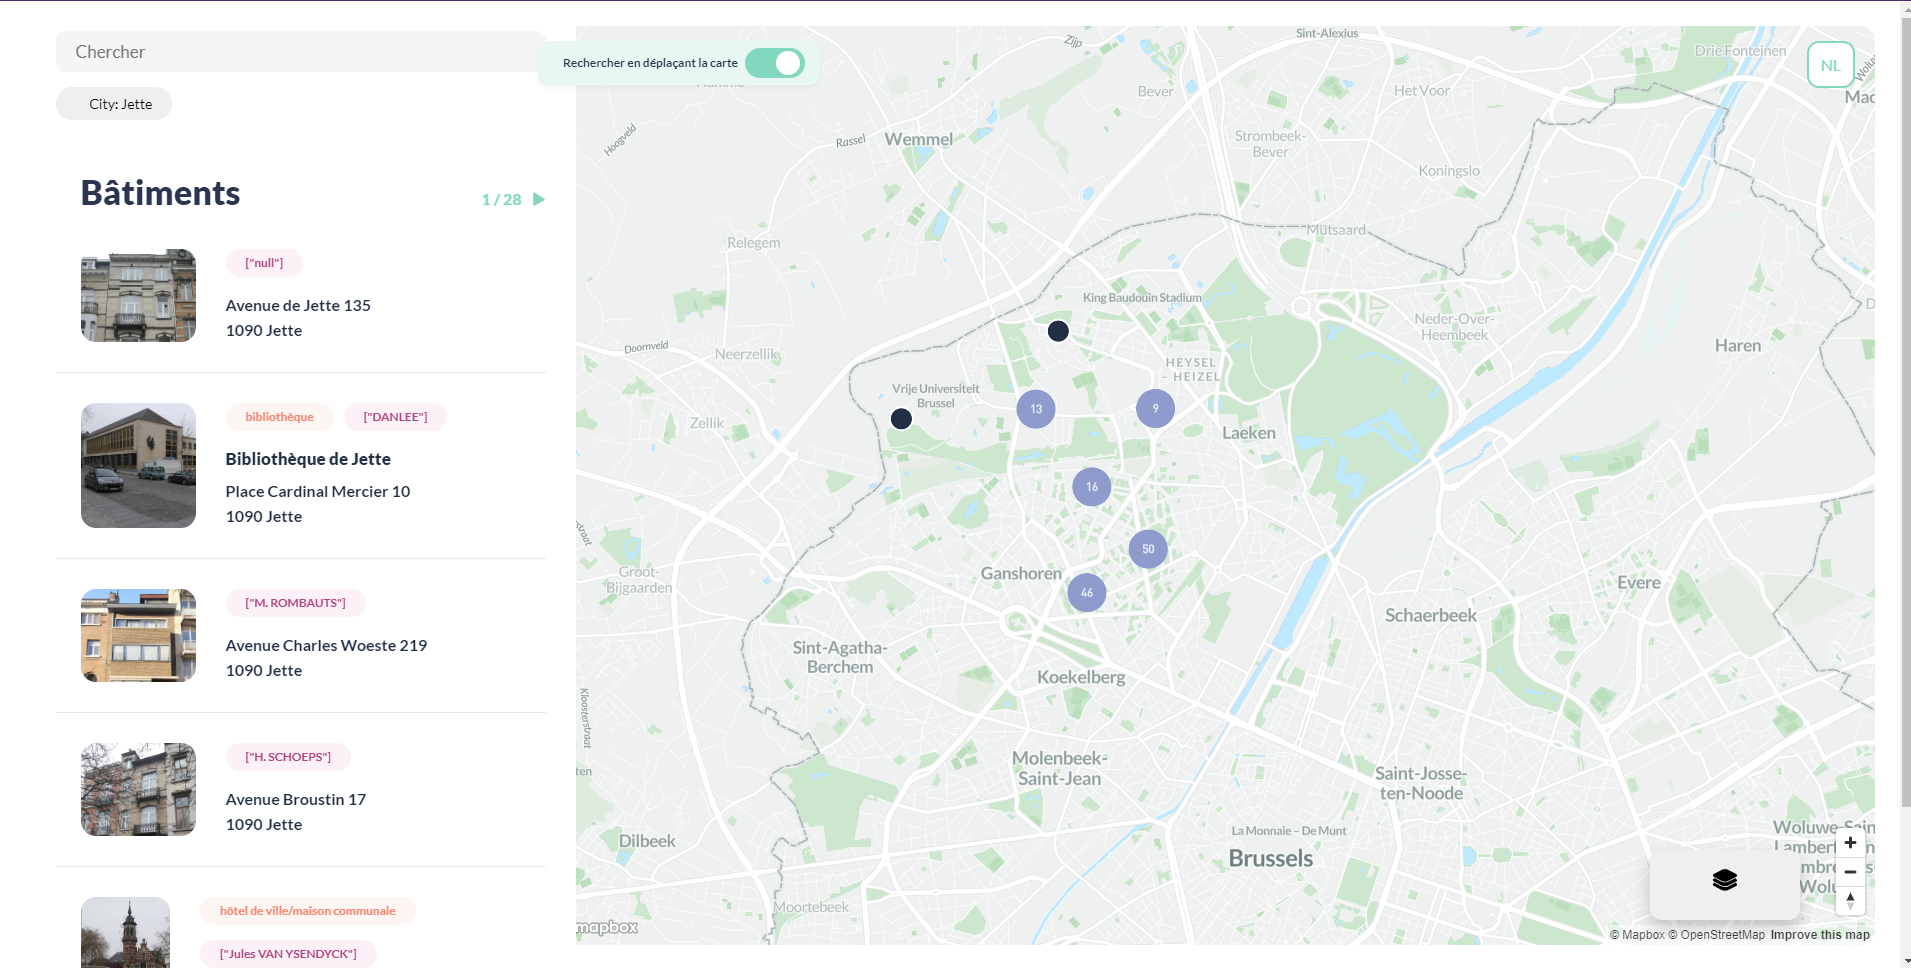 Chercher
City: Jette
Bâtiments
1 / 28
["null"]
Avenue de Jette 135
1090 Jette
bibliothèque
["DANLEE"]
Bibliothèque de Jette
Place Cardinal Mercier 10
1090 Jette
["M. ROMBAUTS"]
Avenue Charles Woeste 219
1090 Jette
["H. SCHOEPS"]
Avenue Broustin 17
1090 Jette
hôtel de ville/maison communale
["Jules VAN YSENDYCK"]
Rechercher en déplaçant la carte
NL
Sint-Alexius
Zijp
Drie Fonteinen
Bever
Het Voor
Hoogveld
Rassel
Wemmel
Strombeek-
Bever
Koningslo
Relegem
Mutsaard
Haren
King Baudouin Stadium
Neder-Over-
Heembeek
Doornveld
Neerzellik
HEYSEL
– HEIZEL
Vrije Universiteit
Brussel
13
9
Zellik
Laeken
16
50
Groot-
Bijgaarden
Ganshoren
46
Evere
Schaerbeek
Sint-Agatha-
Berchem
Koekelberg
Kloosterstraat
Molenbeek-
Saint-Jean
Saint-Josse-
ten-Noode
Dilbeek
La Monnaie – De Munt
Brussels
Moortebeek
mapbox
© Mapbox © OpenStreetMap Improve this map